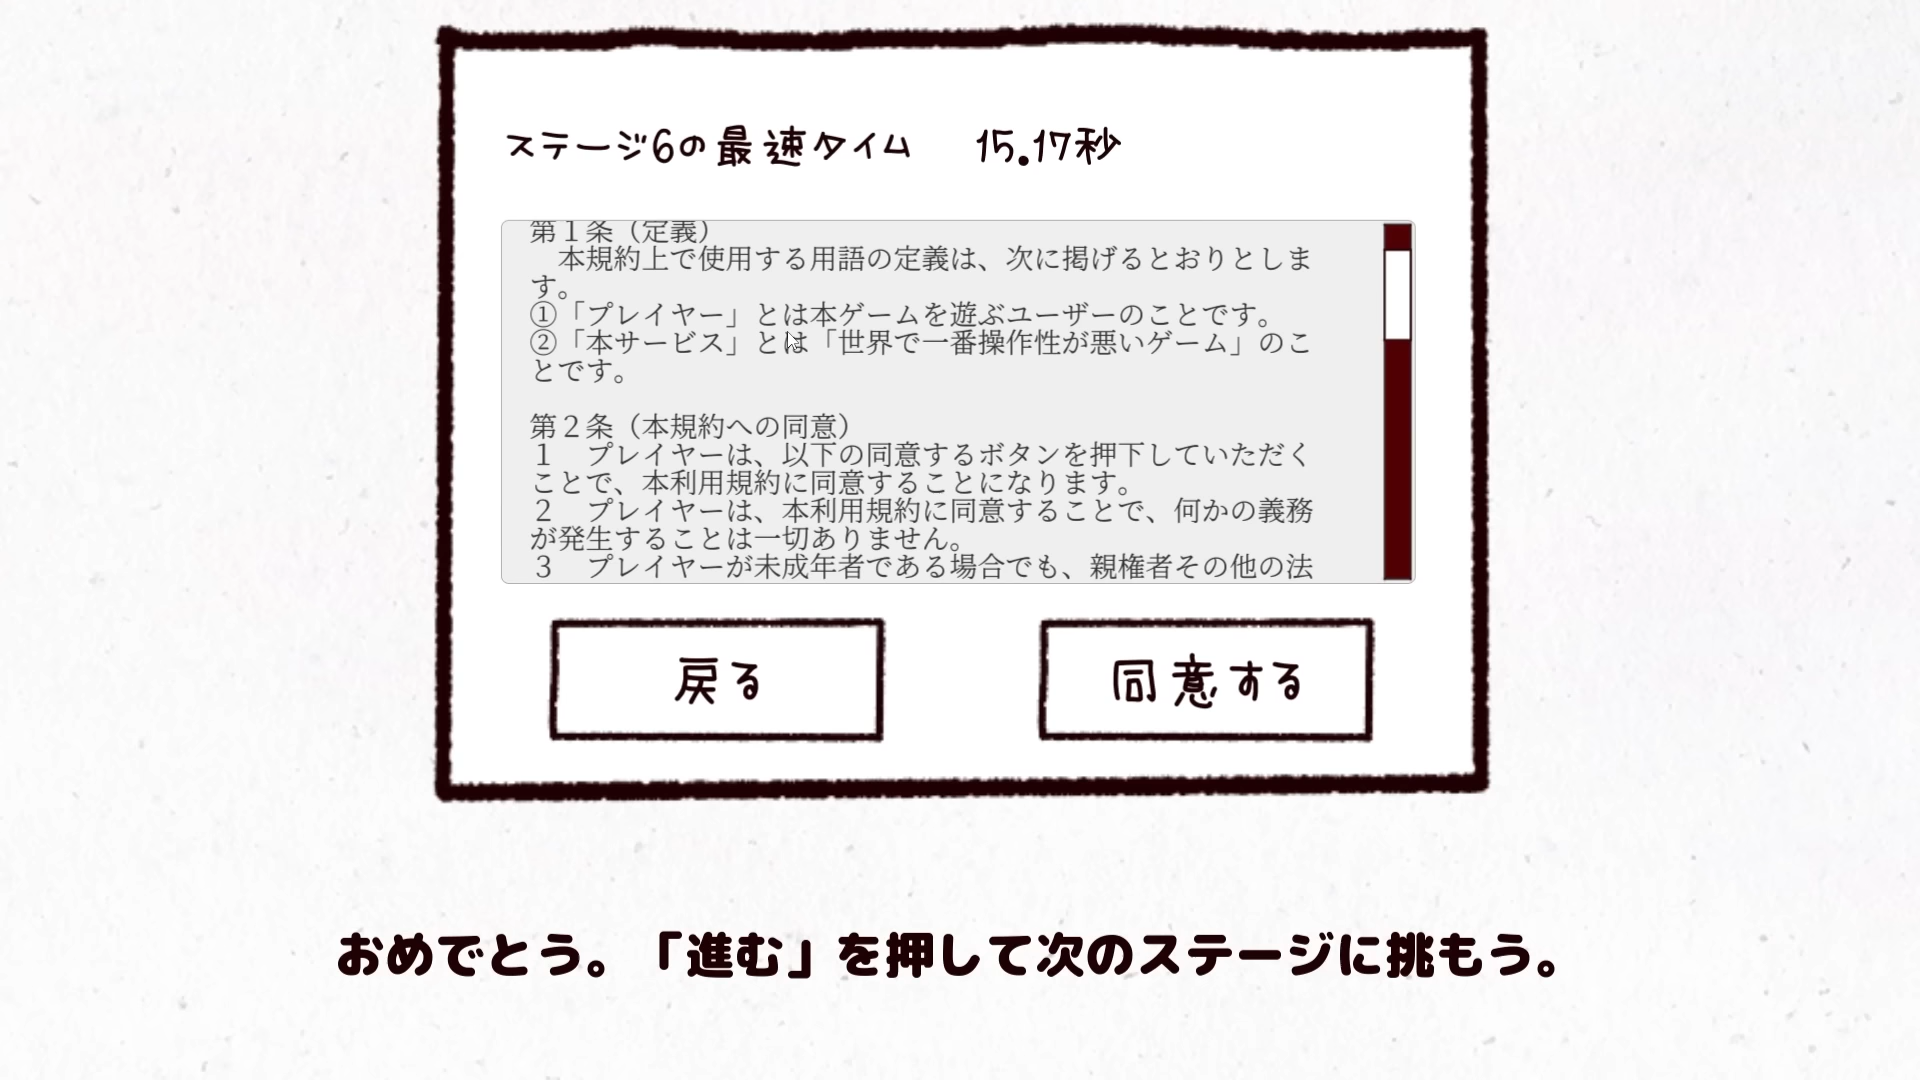 ステージ6の最速タイム 15.17秒
第１条（定義）
　本規約上で使用する用語の定義は、次に掲げるとおりとしま
す。
①「プレイヤー」とは本ゲームを遊ぶユーザーのことです。
②「本サービス」とは「世界で一番操作性が悪いゲーム」のこ
とです。
第２条（本規約への同意）
１　プレイヤーは、以下の同意するボタンを押下していただく
ことで、本利用規約に同意することになります。
２　プレイヤーは、本利用規約に同意することで、何かの義務
が発生することは一切ありません。
３　プレイヤーが未成年者である場合でも、親権者その他の法
戻る
同意する
おめでとう。「進む」を押して次のステージに挑もう。